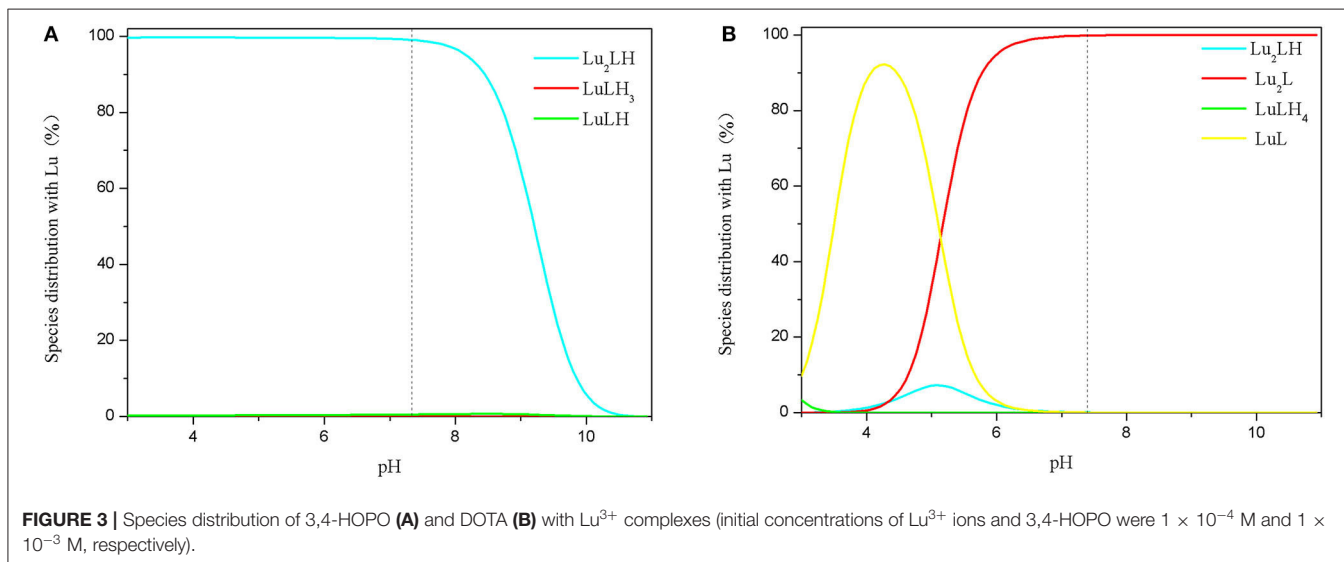 A
Species distribution with Lu (%)
100
80
60
40
20
0
4
6
8
10
pH
Lu₂LH
LuLH₃
LuLH
B
Species distribution with Lu (%)
100
80
60
40
20
0
4
6
8
10
pH
Lu₂LH
Lu₂L
LuLH₄
LuL
FIGURE 3 | Species distribution of 3,4-HOPO (A) and DOTA (B) with Lu³⁺ complexes (initial concentrations of Lu³⁺ ions and 3,4-HOPO were 1 × 10⁻⁴ M and 1 ×
10⁻³ M, respectively).